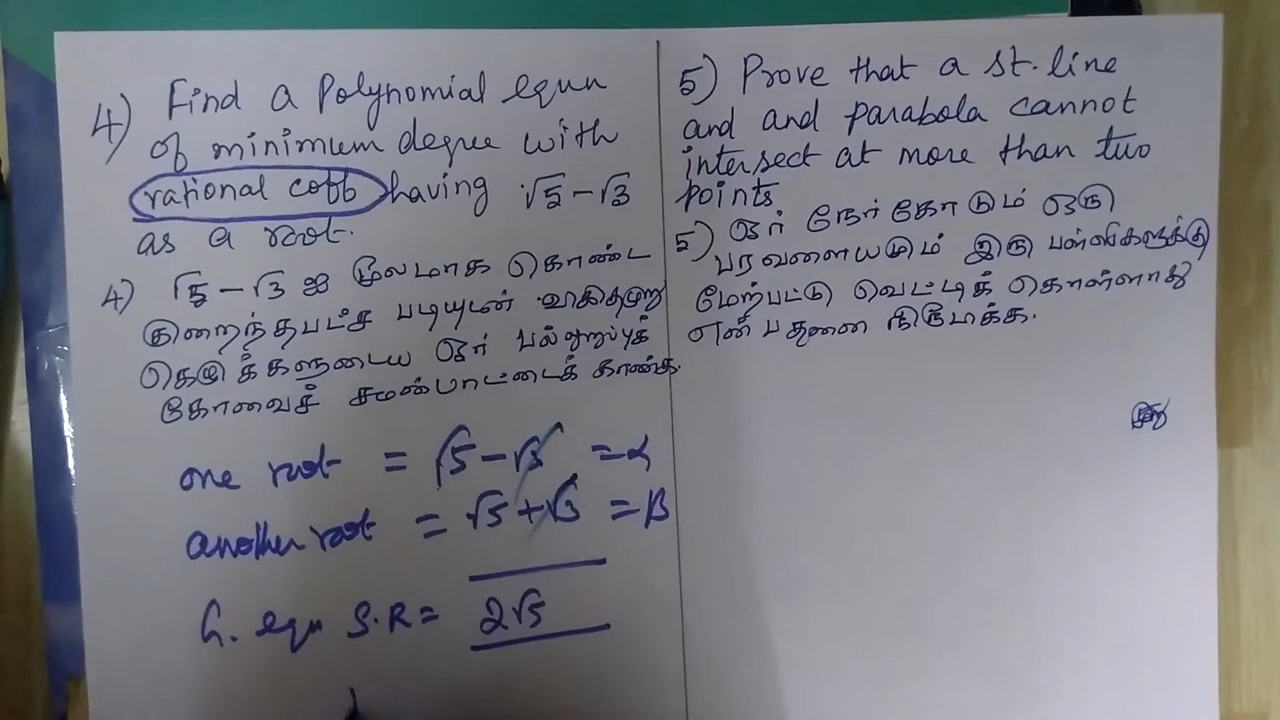 4) Find a Polynomial equn
of minimum degree with
rational coff having √5 − √3
as a root.
4) √5 − √3 ஐ மூலமாக கொண்ட
குறைந்தபட்ச படியுடன் விகிதமுறு
கெழுக்களுடைய ஓர் பல்லுறுப்புக்
கோவைச் சமன்பாட்டைக் காண்க.
one root = √5 − √3 = α
another root = √5 + √3 = β
equn S.R = 2√5
5) Prove that a st. line
and and parabola cannot
intersect at more than two
points
5) ஓர் நேர்கோடும் ஒரு
பரவளையமும் இரு புள்ளிகளுக்கு
மேற்பட்டு வெட்டிக் கொள்ளாது
என்பதனை நிரூபிக்க.